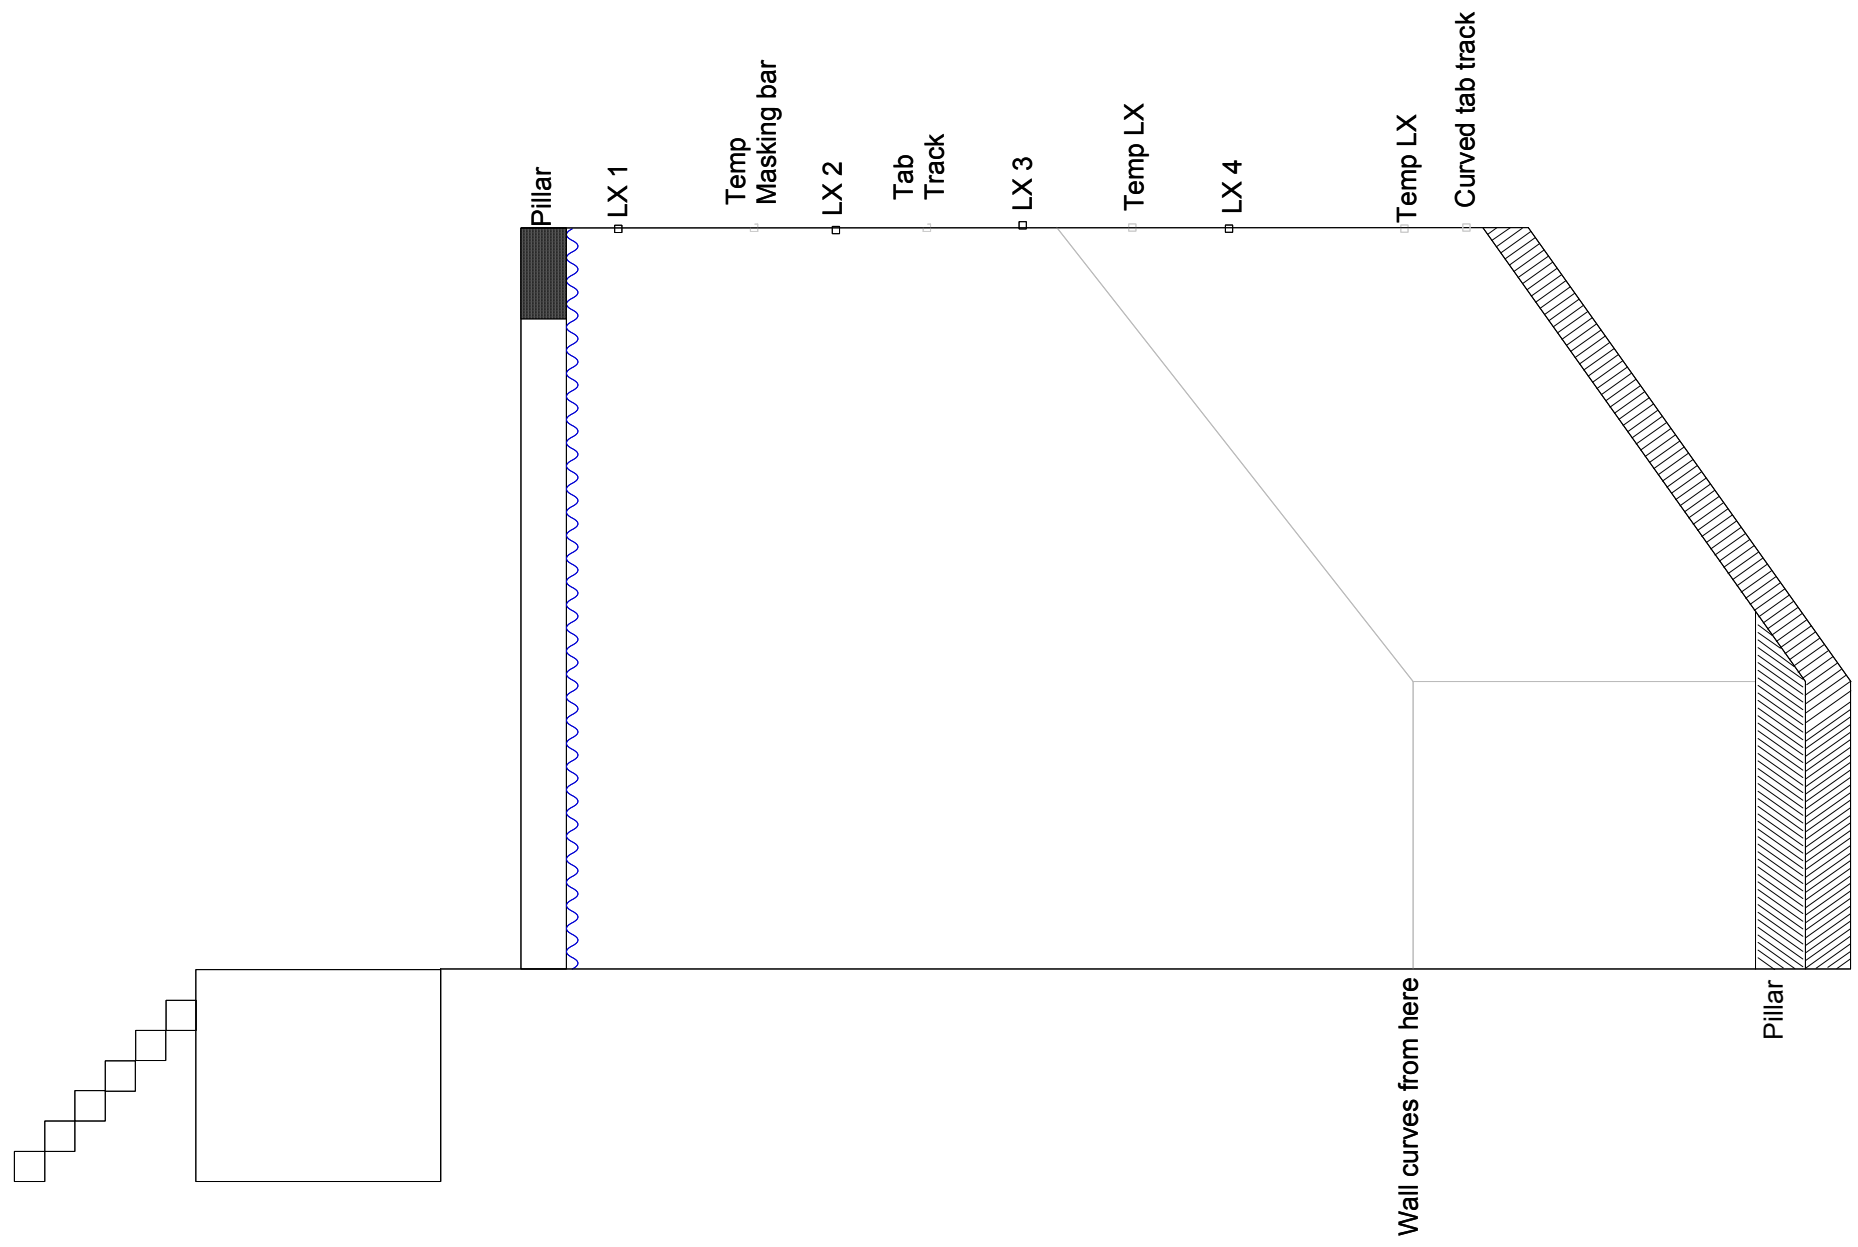 Pillar
LX 1
Temp
Masking bar
LX 2
Tab
Track
LX 3
Temp LX
LX 4
Temp LX
Curved tab track
Wall curves from here
Pillar